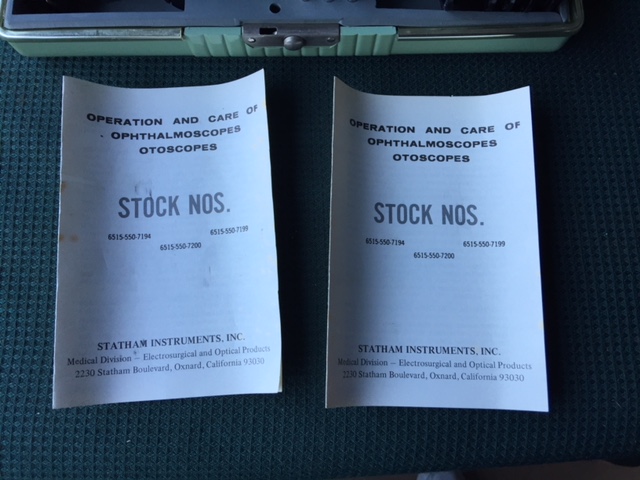 OPERATION AND CARE OF
OPHTHALMOSCOPES
OTOSCOPES
STOCK NOS.
6515-550-7194
6515-550-7199
6515-550-7200
STATHAM INSTRUMENTS, INC.
Medical Division — Electrosurgical and Optical Products
2230 Statham Boulevard, Oxnard, California 93030
OPERATION AND CARE OF
OPHTHALMOSCOPES
OTOSCOPES
STOCK NOS.
6515-550-7194
6515-550-7199
6515-550-7200
STATHAM INSTRUMENTS, INC.
Medical Division — Electrosurgical and Optical Products
2230 Statham Boulevard, Oxnard, California 93030